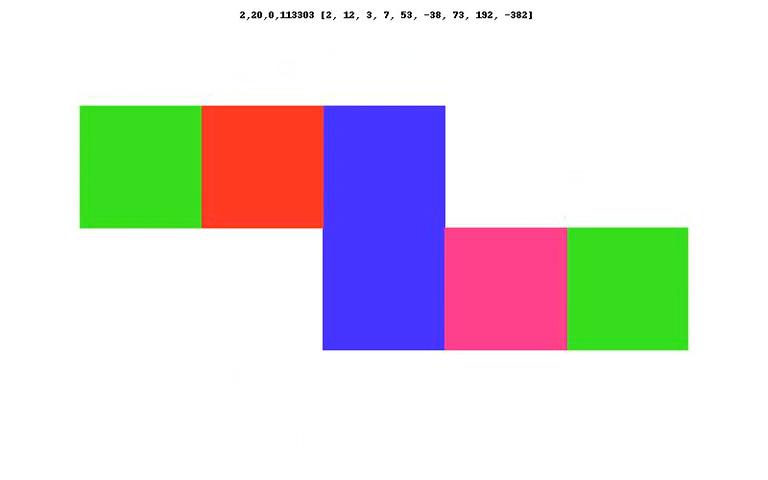 2,20,0,113303 [2, 12, 3, 7, 53, -38, 73, 192, -382]